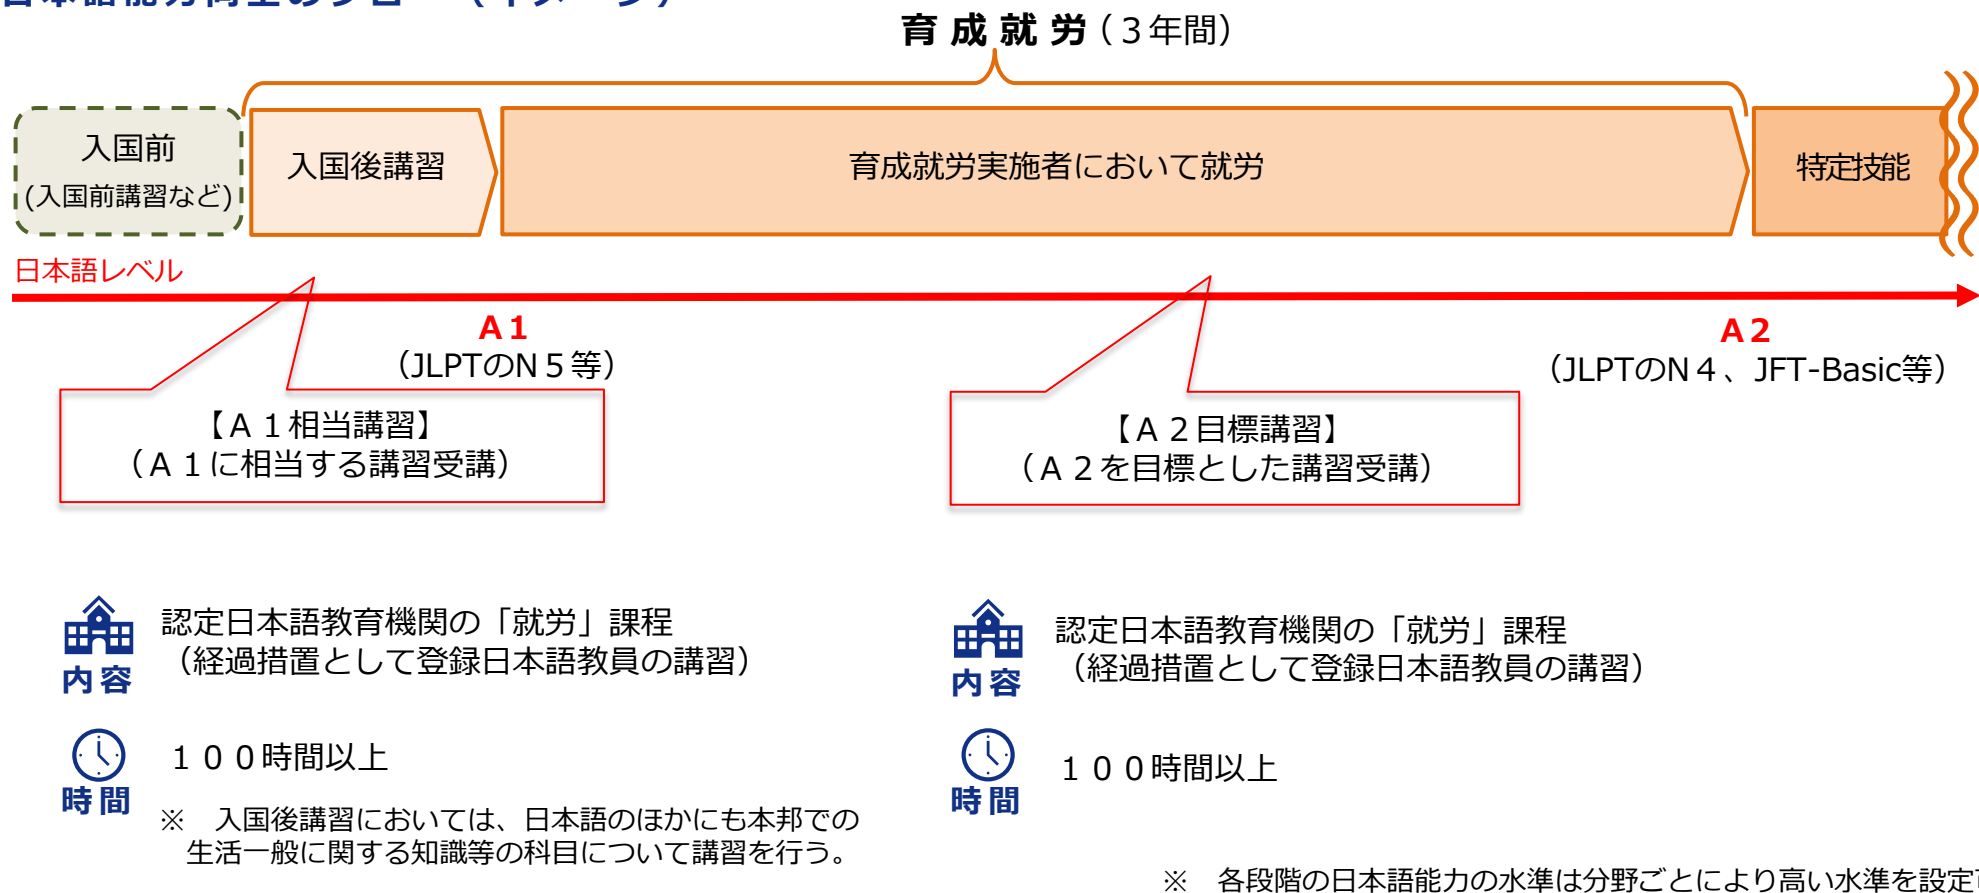 育成就労（３年間）
入国前
(入国前講習など)
入国後講習
育成就労実施者において就労
特定技能
日本語レベル
Ａ１
（JLPTのN５等）
Ａ２
（JLPTのN４、JFT-Basic等）
【Ａ１相当講習】
（Ａ１に相当する講習受講）
【Ａ２目標講習】
（Ａ２を目標とした講習受講）
内容
認定日本語教育機関の「就労」課程
（経過措置として登録日本語教員の講習）
時間
１００時間以上
※　入国後講習においては、日本語のほかにも本邦での
生活一般に関する知識等の科目について講習を行う。
内容
認定日本語教育機関の「就労」課程
（経過措置として登録日本語教員の講習）
時間
１００時間以上
※　各段階の日本語能力の水準は分野ごとにより高い水準を設定